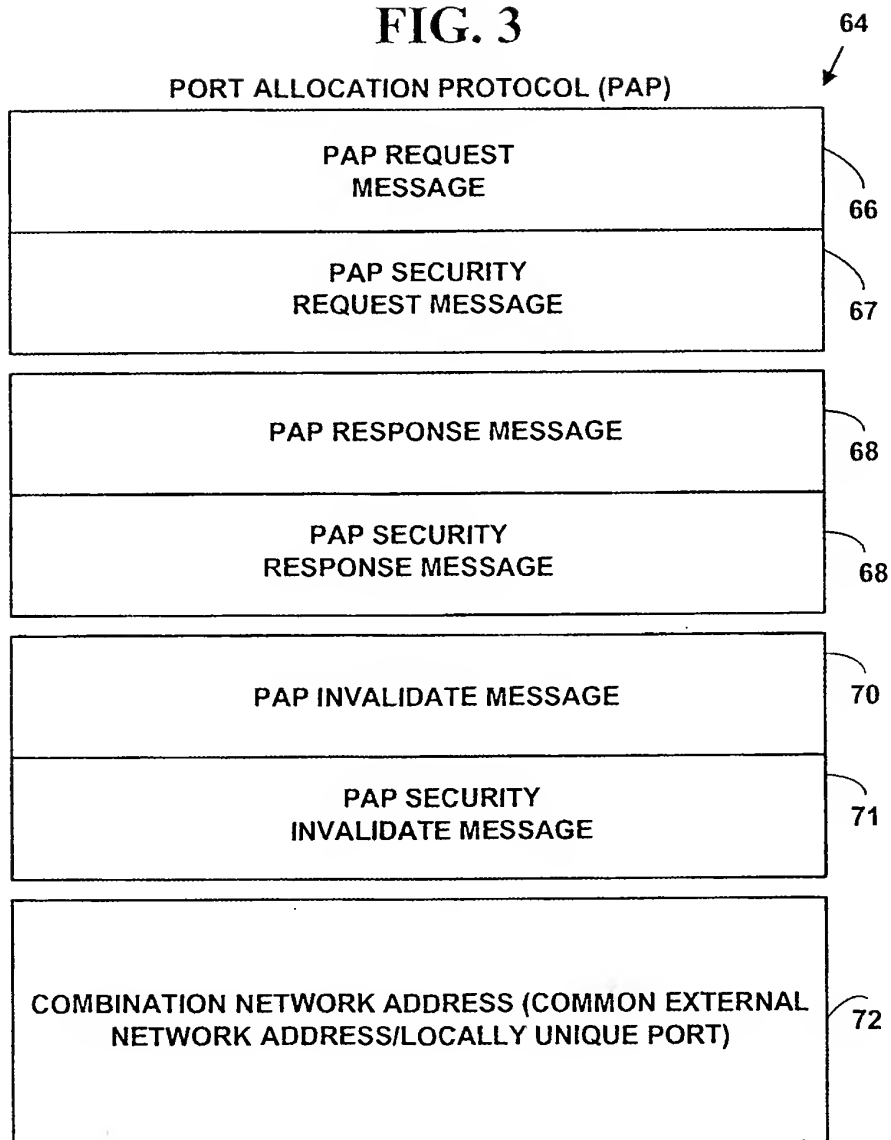 FIG. 3
64
PORT ALLOCATION PROTOCOL (PAP)
PAP REQUEST
MESSAGE
66
PAP SECURITY
REQUEST MESSAGE
67
PAP RESPONSE MESSAGE
68
PAP SECURITY
RESPONSE MESSAGE
68
PAP INVALIDATE MESSAGE
70
PAP SECURITY
INVALIDATE MESSAGE
71
COMBINATION NETWORK ADDRESS (COMMON EXTERNAL
NETWORK ADDRESS/LOCALLY UNIQUE PORT)
72